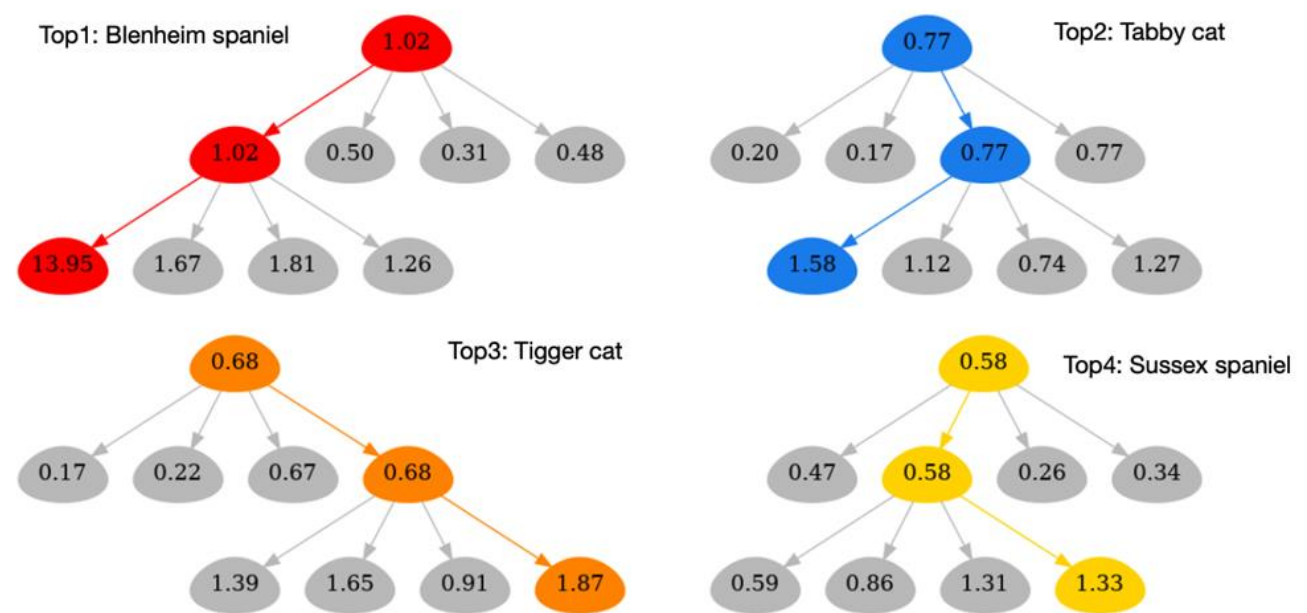 Top1: Blenheim spaniel
1.02
1.02 0.50 0.31 0.48
13.95 1.67 1.81 1.26
Top2: Tabby cat
0.77
0.20 0.17 0.77 0.77
1.58 1.12 0.74 1.27
Top3: Tigger cat
0.68
0.17 0.22 0.67 0.68
1.39 1.65 0.91 1.87
Top4: Sussex spaniel
0.58
0.47 0.58 0.26 0.34
0.59 0.86 1.31 1.33